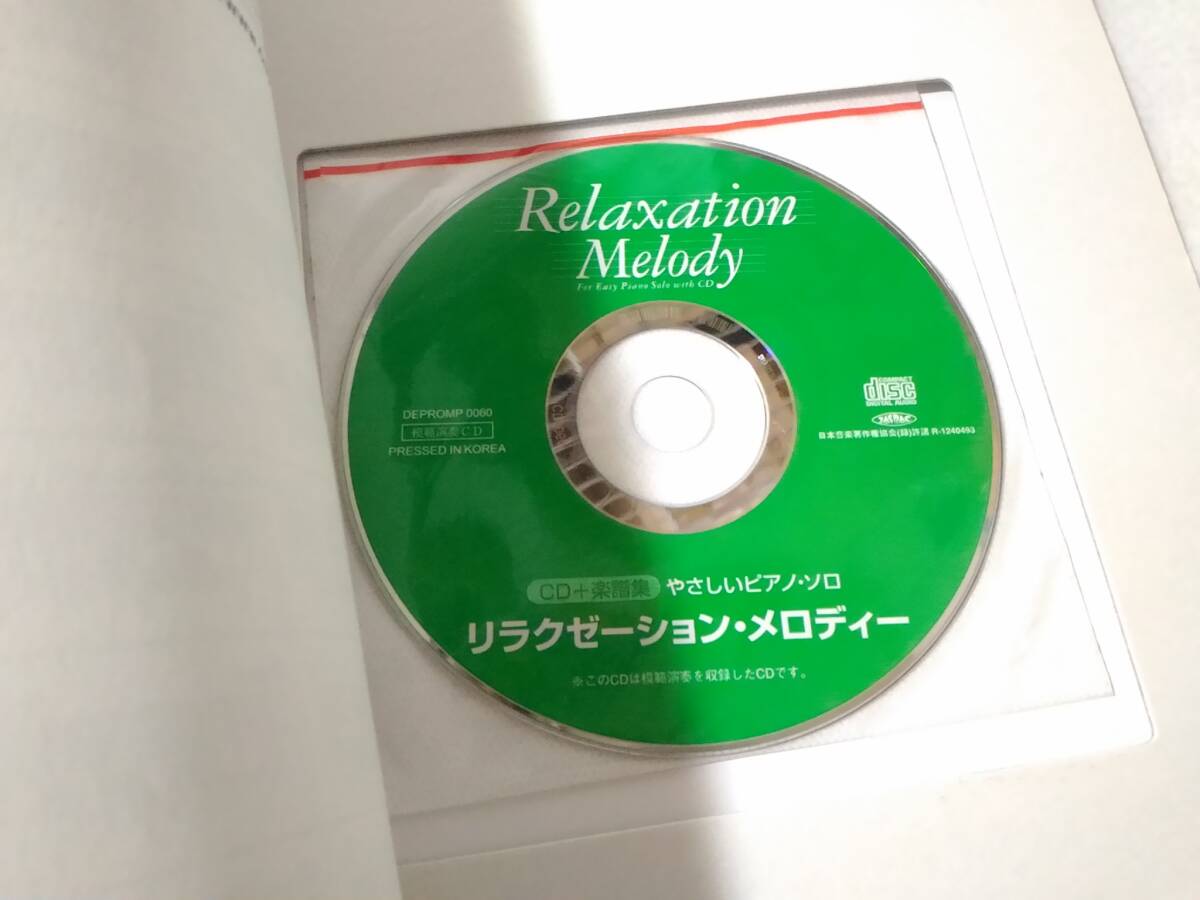 Relaxation
Melody
For Easy Piano Solo with CD
DEPROMP 0060
模範演奏CD
PRESSED IN KOREA
COMPACT
disc
DIGITAL AUDIO
JASRAC
日本音楽著作権協会(録)許諾 R-1240493
CD+楽譜集 やさしいピアノ・ソロ
リラクゼーション・メロディー
※このCDは模範演奏を収録したCDです。